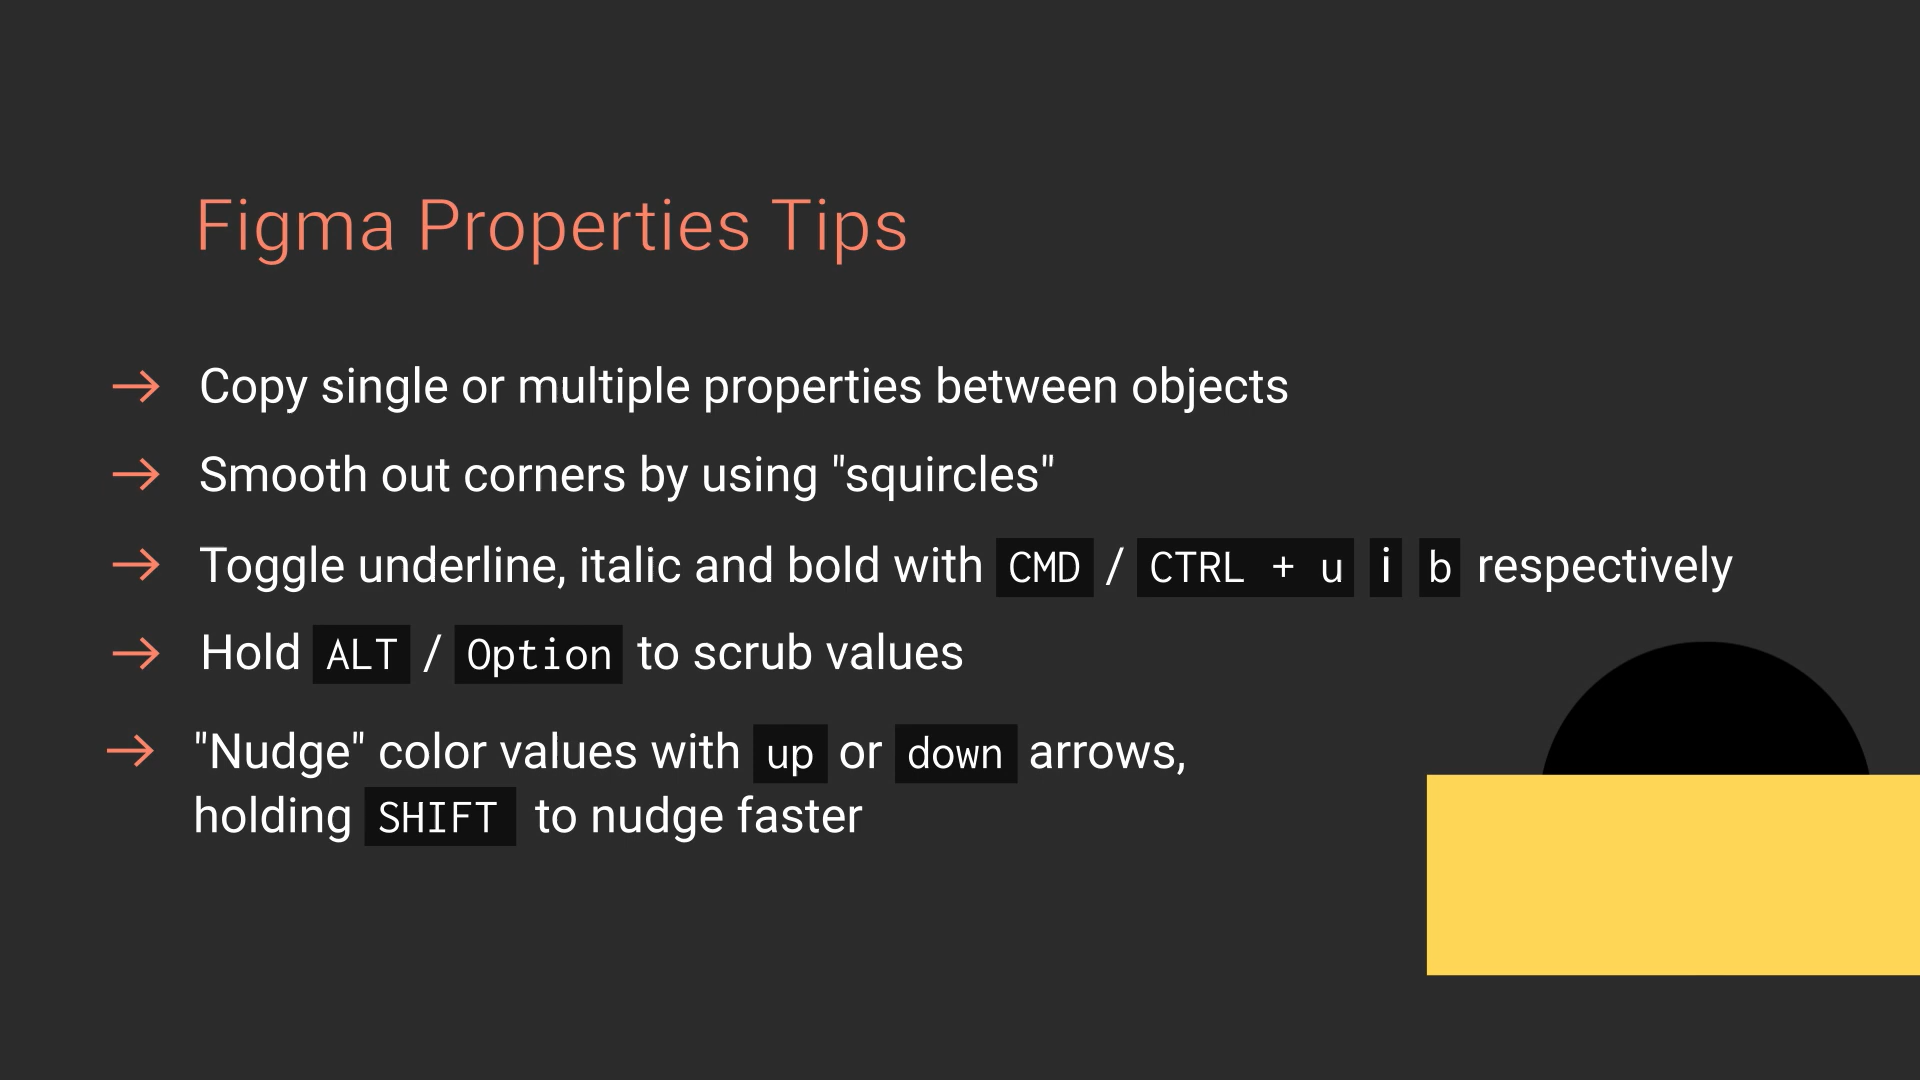 Figma Properties Tips
→ Copy single or multiple properties between objects
→ Smooth out corners by using "squircles"
→ Toggle underline, italic and bold with CMD / CTRL + u i b respectively
→ Hold ALT / Option to scrub values
→ "Nudge" color values with up or down arrows,
holding SHIFT to nudge faster